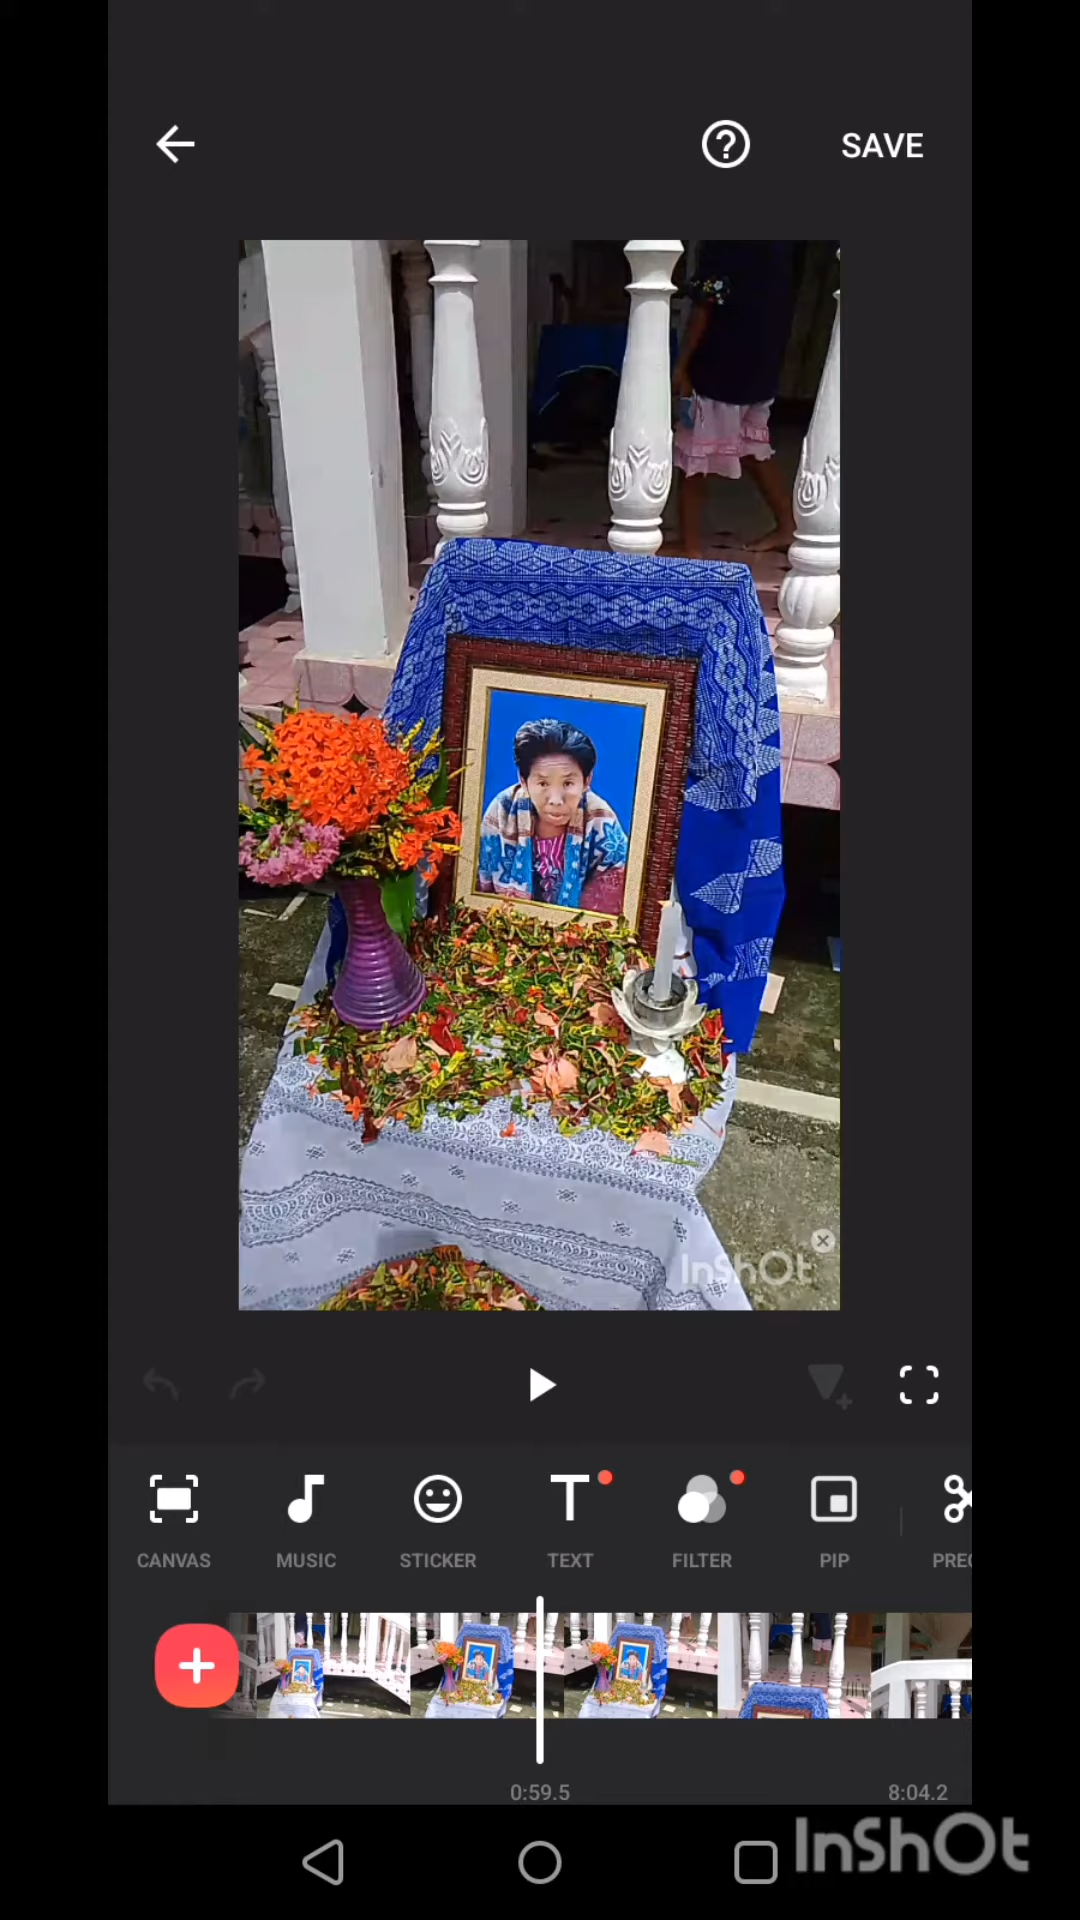 SAVE
InShOt
CANVAS
MUSIC
STICKER
TEXT
FILTER
PIP
0:59.5
8:04.2
InShOt